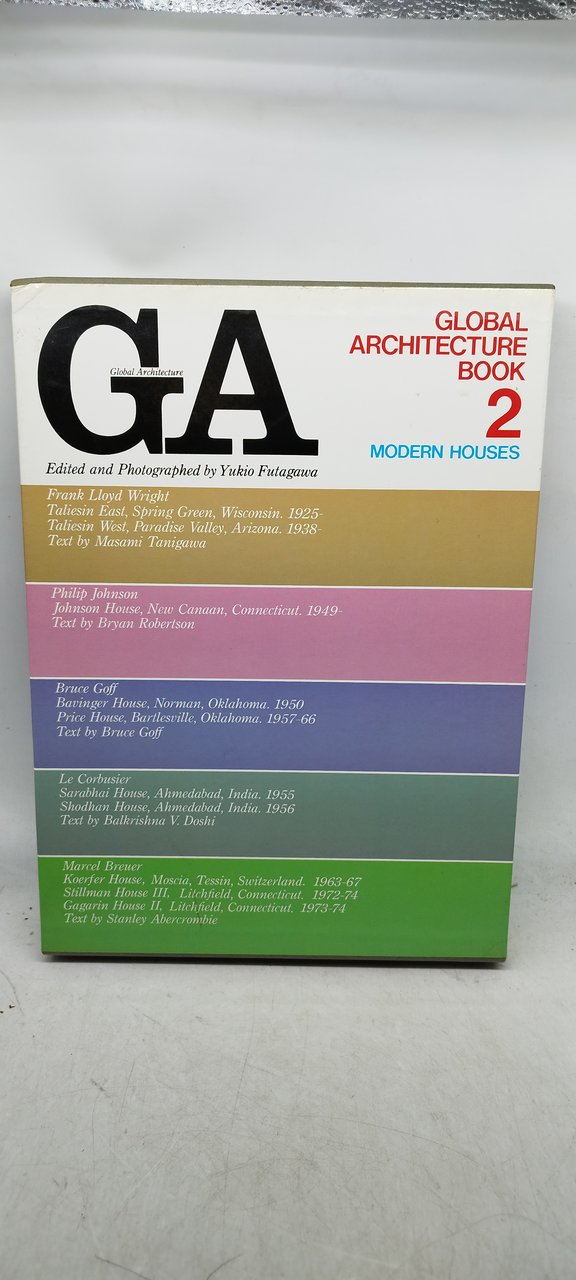 GA
Global Architecture
Edited and Photographed by Yukio Futagawa
GLOBAL
ARCHITECTURE
BOOK
2
MODERN HOUSES
Frank Lloyd Wright
Taliesin East, Spring Green, Wisconsin. 1925-
Taliesin West, Paradise Valley, Arizona. 1938-
Text by Masami Tanigawa
Philip Johnson
Johnson House, New Canaan, Connecticut. 1949-
Text by Bryan Robertson
Bruce Goff
Bavinger House, Norman, Oklahoma. 1950
Price House, Bartlesville, Oklahoma. 1957-66
Text by Bruce Goff
Le Corbusier
Sarabhai House, Ahmedabad, India. 1955
Shodhan House, Ahmedabad, India. 1956
Text by Balkrishna V. Doshi
Marcel Breuer
Koerfer House, Moscia, Tessin, Switzerland. 1963-67
Stillman House III, Litchfield, Connecticut. 1972-74
Gagarin House II, Litchfield, Connecticut. 1973-74
Text by Stanley Abercrombie